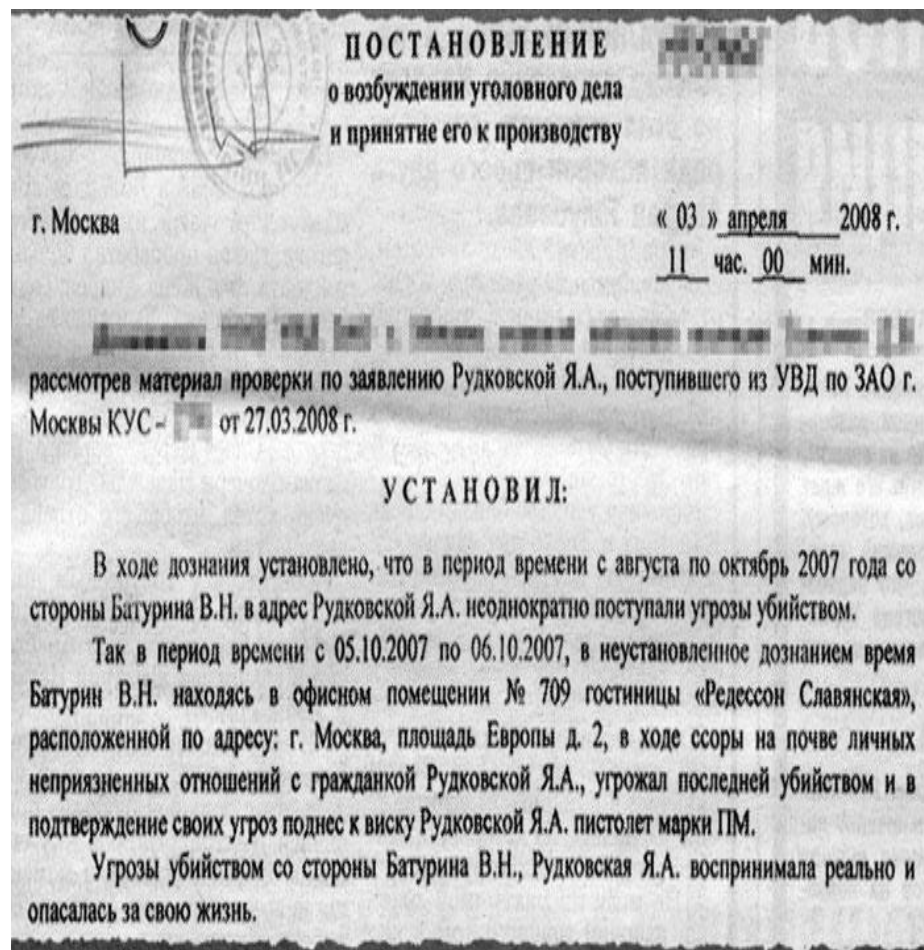 ПОСТАНОВЛЕНИЕ
о возбуждении уголовного дела
и принятие его к производству
г. Москва « 03 » апреля 2008 г.
11 час. 00 мин.
рассмотрев материал проверки по заявлению Рудковской Я.А., поступившего из УВД по ЗАО г.
Москвы КУС - от 27.03.2008 г.
УСТАНОВИЛ:
В ходе дознания установлено, что в период времени с августа по октябрь 2007 года со
стороны Батурина В.Н. в адрес Рудковской Я.А. неоднократно поступали угрозы убийством.
Так в период времени с 05.10.2007 по 06.10.2007, в неустановленное дознанием время
Батурин В.Н. находясь в офисном помещении № 709 гостиницы «Редессон Славянская»,
расположенной по адресу: г. Москва, площадь Европы д. 2, в ходе ссоры на почве личных
неприязненных отношений с гражданкой Рудковской Я.А., угрожал последней убийством и в
подтверждение своих угроз поднес к виску Рудковской Я.А. пистолет марки ПМ.
Угрозы убийством со стороны Батурина В.Н., Рудковская Я.А. воспринимала реально и
опасалась за свою жизнь.